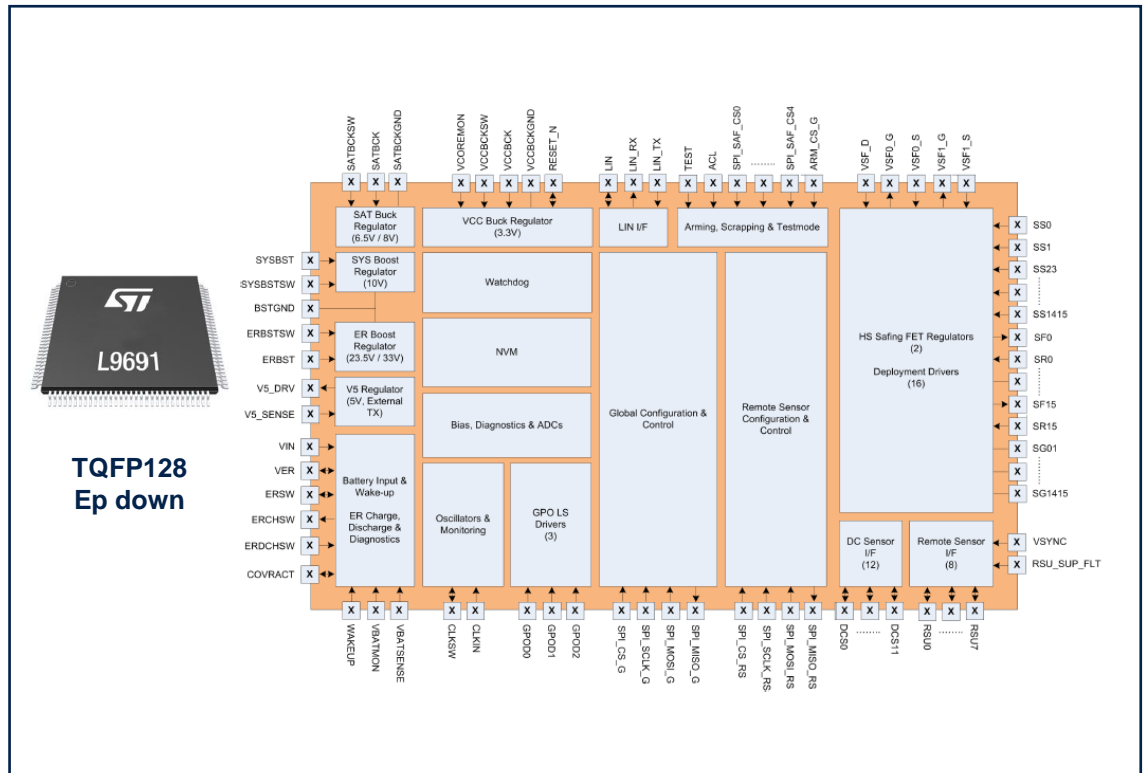 SATBCKSW
SATBCK
SATBCKGND
VCOREMON
VCCBCKSW
VCCBCK
VCCBCKGND
RESET_N
LIN
LIN_RX
LIN_TX
TEST
ACL
SPI_SAF_CS0
........
SPI_SAF_CS4
ARM_CS_G
VSF_D
VSF0_G
VSF0_S
VSF1_G
VSF1_S
SYSBST
SYSBSTSW
BSTGND
ERBSTSW
ERBST
V5_DRV
V5_SENSE
VIN
VER
ERSW
ERCHSW
ERDCHSW
COVRACT
SAT Buck
Regulator
(6.5V / 8V)
SYS Boost
Regulator
(10V)
ER Boost
Regulator
(23.5V / 33V)
V5 Regulator
(5V, External
TX)
Battery Input &
Wake-up
ER Charge,
Discharge &
Diagnostics
VCC Buck Regulator
(3.3V)
Watchdog
NVM
Bias, Diagnostics & ADCs
Oscillators &
Monitoring
GPO LS
Drivers
(3)
LIN I/F
Arming, Scrapping & Testmode
Global Configuration &
Control
Remote Sensor
Configuration &
Control
HS Safing FET Regulators
(2)
Deployment Drivers
(16)
DC Sensor
I/F
(12)
Remote Sensor
I/F
(8)
SS0
SS1
SS23
SS1415
SF0
SR0
SF15
SR15
SG01
SG1415
VSYNC
RSU_SUP_FLT
WAKEUP
VBATMON
VBATSENSE
CLKSW
CLKIN
GPOD0
GPOD1
GPOD2
SPI_CS_G
SPI_SCLK_G
SPI_MOSI_G
SPI_MISO_G
SPI_CS_RS
SPI_SCLK_RS
SPI_MOSI_RS
SPI_MISO_RS
DCS0
........
DCS11
RSU0
........
RSU7
ST
L9691
TQFP128
Ep down